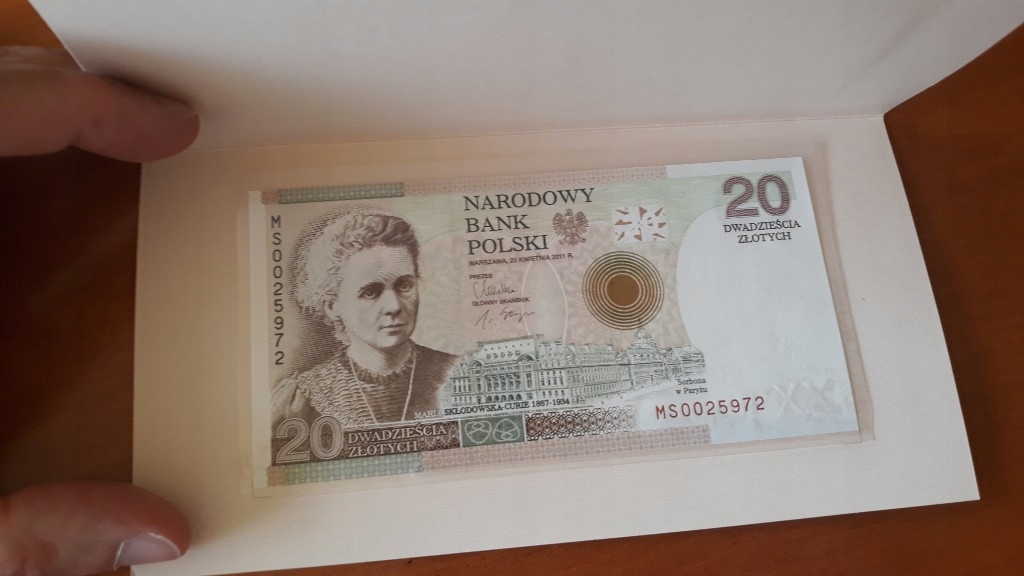 MS0025972
NARODOWY
BANK
POLSKI
WARSZAWA, 20 KWIETNIA 2011 R.
PREZES
GŁÓWNY SKARBNIK
20
DWADZIEŚCIA
ZŁOTYCH
Sorbona
w Paryżu
MARIA SKŁODOWSKA-CURIE 1867-1934
MS0025972
20 DWADZIEŚCIA
ZŁOTYCH
XX